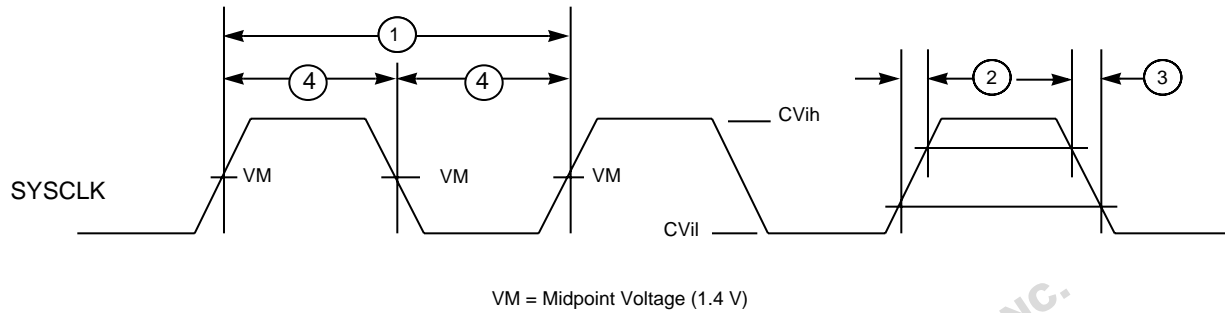 1
4 4 2 3
CVih
SYSCLK VM VM VM
CVil
VM = Midpoint Voltage (1.4 V)